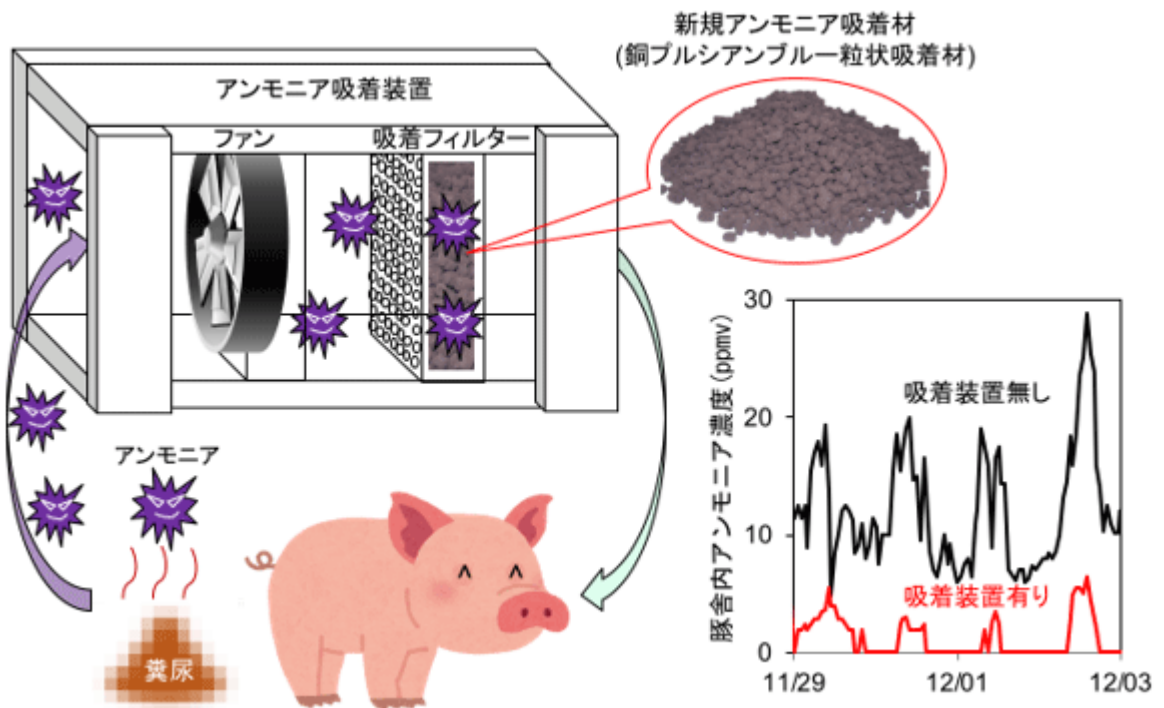 新規アンモニア吸着材
(銅プルシアンブルー粒状吸着材)
アンモニア吸着装置
ファン
吸着フィルター
アンモニア
糞尿
豚舎内アンモニア濃度(ppmv)
30
20
10
0
吸着装置無し
吸着装置有り
11/29
12/01
12/03